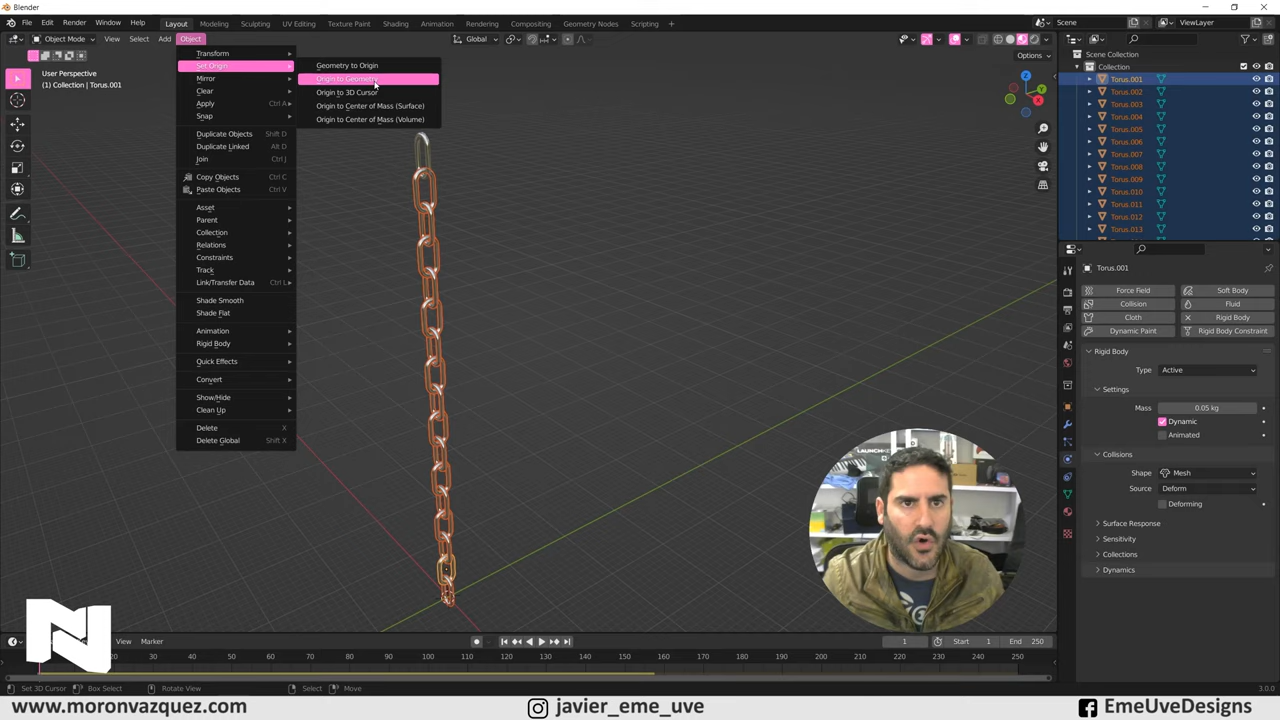 Blender
File Edit Render Window Help Layout Modeling Sculpting UV Editing Texture Paint Shading Animation Rendering Compositing Geometry Nodes Scripting + Scene ViewLayer
Object Mode View Select Add Object Global
Options
User Perspective
(1) Collection | Torus.001
Transform
Set Origin
Mirror
Clear
Apply Ctrl A
Snap
Duplicate Objects Shift D
Duplicate Linked Alt D
Join Ctrl J
Copy Objects Ctrl C
Paste Objects Ctrl V
Asset
Parent
Collection
Relations
Constraints
Track
Link/Transfer Data Ctrl L
Shade Smooth
Shade Flat
Animation
Rigid Body
Quick Effects
Convert
Show/Hide
Clean Up
Delete X
Delete Global Shift X
Geometry to Origin
Origin to Geometry
Origin to 3D Cursor
Origin to Center of Mass (Surface)
Origin to Center of Mass (Volume)
X
Y
Z
Scene Collection
Collection
Torus.001
Torus.002
Torus.003
Torus.004
Torus.005
Torus.006
Torus.007
Torus.008
Torus.009
Torus.010
Torus.011
Torus.012
Torus.013
Torus.001
Force Field Soft Body
Collision Fluid
Cloth Rigid Body
Dynamic Paint Rigid Body Constraint
Rigid Body
Type Active
Settings
Mass 0.05 kg
Dynamic
Animated
Collisions
Shape Mesh
Source Deform
Deforming
Surface Response
Sensitivity
Collections
Dynamics
N
View Marker 1 Start 1 End 250
20 30 40 50 60 70 80 90 100 110 120 130 140 150 160 170 180 190 200 210 220 230 240 250
Set 3D Cursor Box Select Rotate View Select Move 3.0.0
www.moronvazquez.com javier_eme_uve EmeUveDesigns